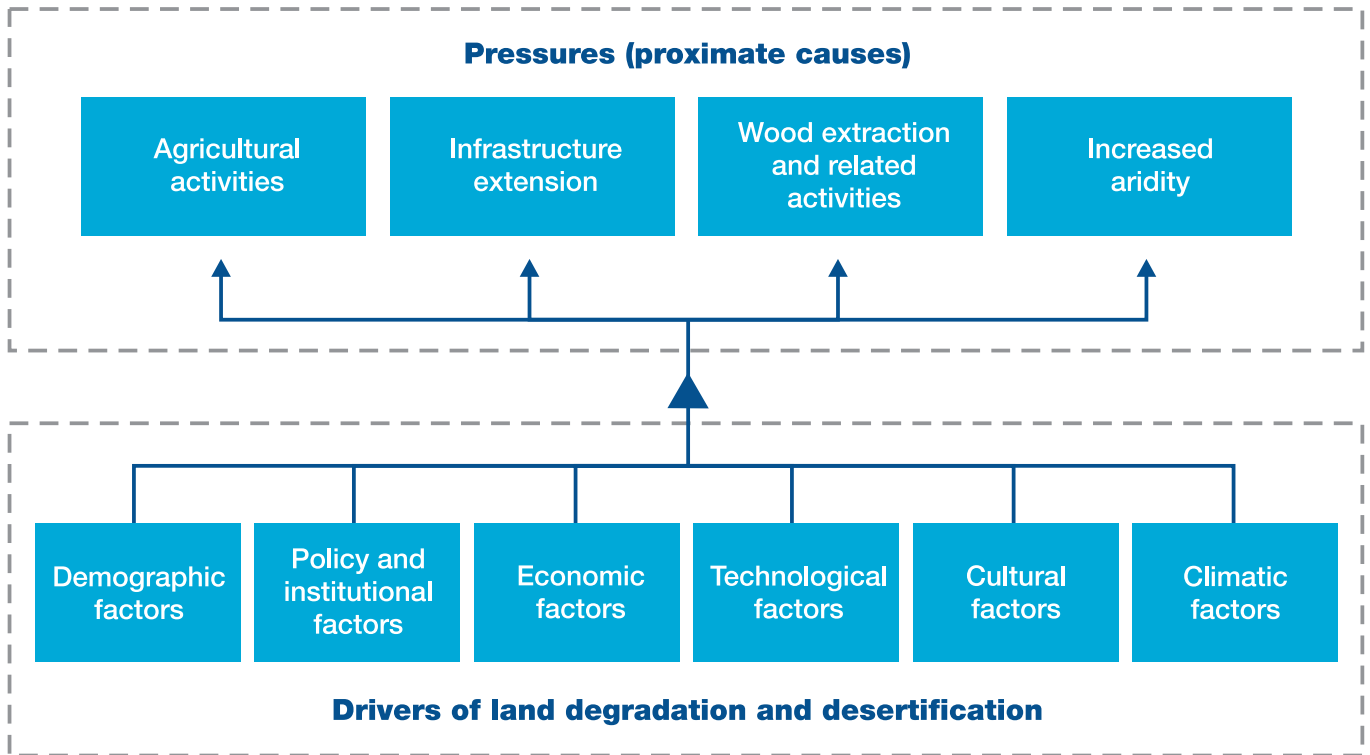 Pressures (proximate causes)
Agricultural
activities
Infrastructure
extension
Wood extraction
and related
activities
Increased
aridity
Demographic
factors
Policy and
institutional
factors
Economic
factors
Technological
factors
Cultural
factors
Climatic
factors
Drivers of land degradation and desertification